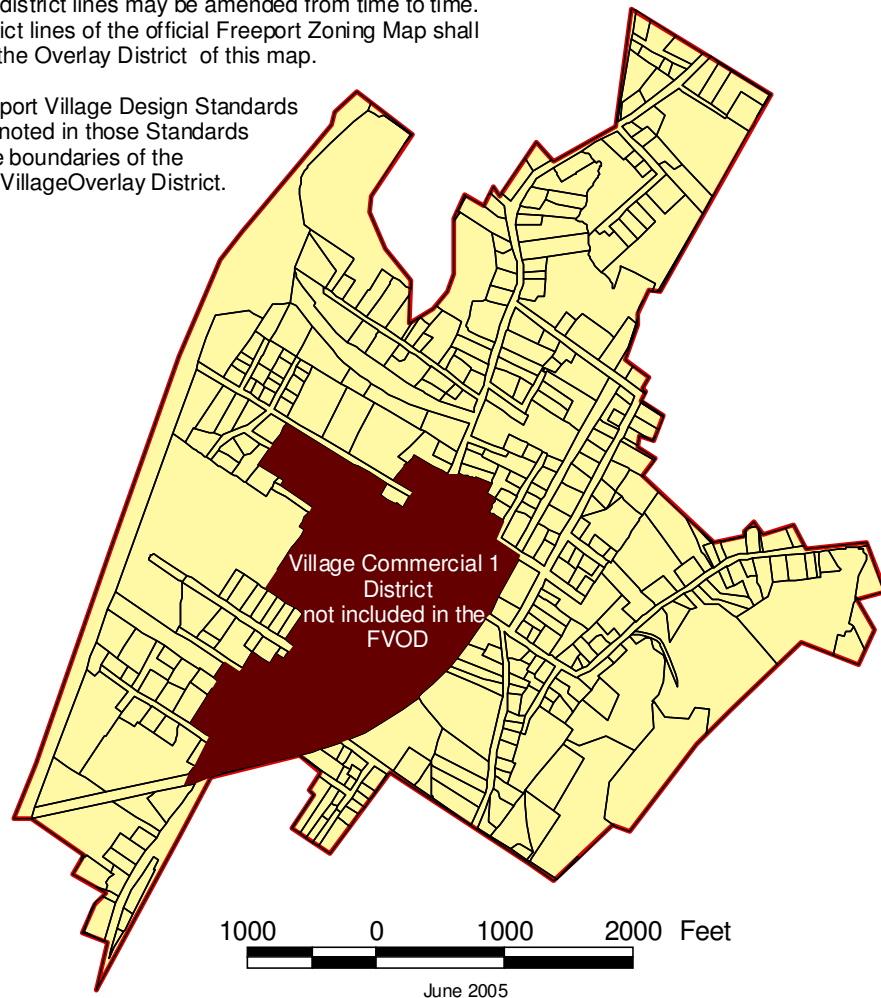 district lines may be amended from time to time.
ict lines of the official Freeport Zoning Map shall
the Overlay District of this map.
port Village Design Standards
noted in those Standards
e boundaries of the
VillageOverlay District.
Village Commercial 1
District
not included in the
FVOD
1000 0 1000 2000 Feet
June 2005